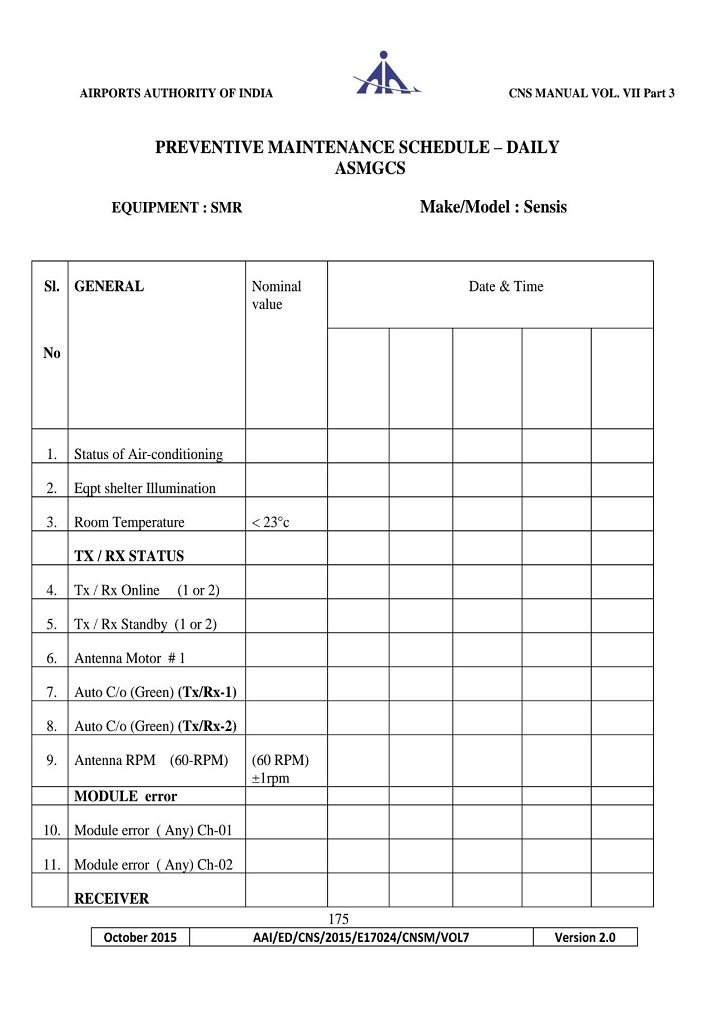 AIRPORTS AUTHORITY OF INDIA CNS MANUAL VOL. VII Part 3
PREVENTIVE MAINTENANCE SCHEDULE – DAILY
ASMGCS
EQUIPMENT : SMR Make/Model : Sensis
Sl. GENERAL Nominal Date & Time
value
No
1. Status of Air-conditioning
2. Eqpt shelter Illumination
3. Room Temperature < 23°c
TX / RX STATUS
4. Tx / Rx Online (1 or 2)
5. Tx / Rx Standby (1 or 2)
6. Antenna Motor # 1
7. Auto C/o (Green) (Tx/Rx-1)
8. Auto C/o (Green) (Tx/Rx-2)
9. Antenna RPM (60-RPM) (60 RPM)
±1rpm
MODULE error
10. Module error ( Any) Ch-01
11. Module error ( Any) Ch-02
RECEIVER
175
October 2015 AAI/ED/CNS/2015/E17024/CNSM/VOL7 Version 2.0